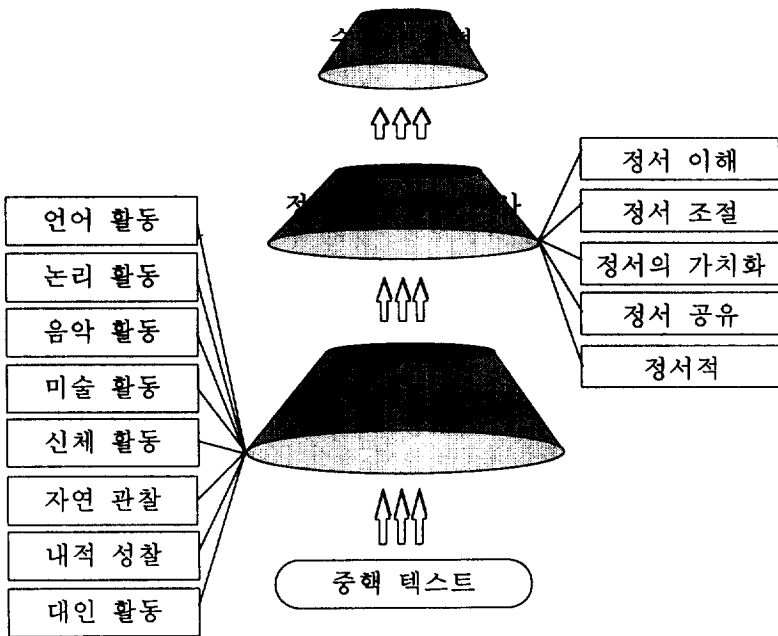 정서 이해
정서 조절
정서의 가치화
정서 공유
정서적
언어 활동
논리 활동
음악 활동
미술 활동
신체 활동
자연 관찰
내적 성찰
대인 활동
중핵 텍스트